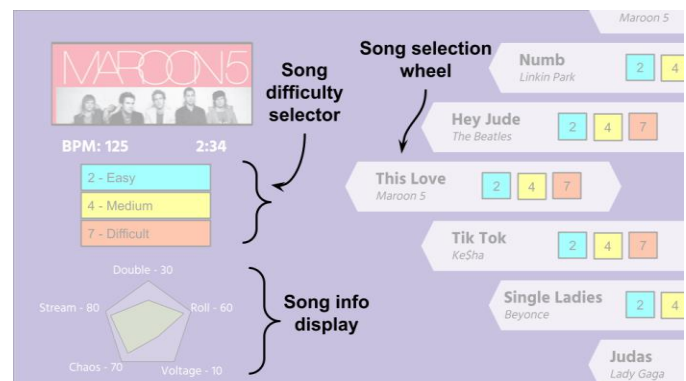 Maroon 5
MAROON5
BPM: 125 2:34
2 - Easy
4 - Medium
7 - Difficult
Double - 30
Stream - 80
Roll - 60
Chaos - 70
Voltage - 10
Song
difficulty
selector
Song info
display
Song selection
wheel
Numb
Linkin Park
2 4
Hey Jude
The Beatles
2 4 7
This Love
Maroon 5
2 4 7
Tik Tok
Ke$ha
2 4 7
Single Ladies
Beyonce
2 4
Judas
Lady Gaga